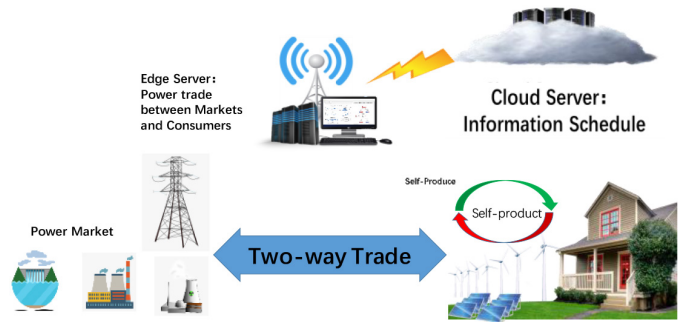 Edge Server:
Power trade
between Markets
and Consumers
Cloud Server:
Information Schedule
Self-Produce
Self-product
Power Market
Two-way Trade